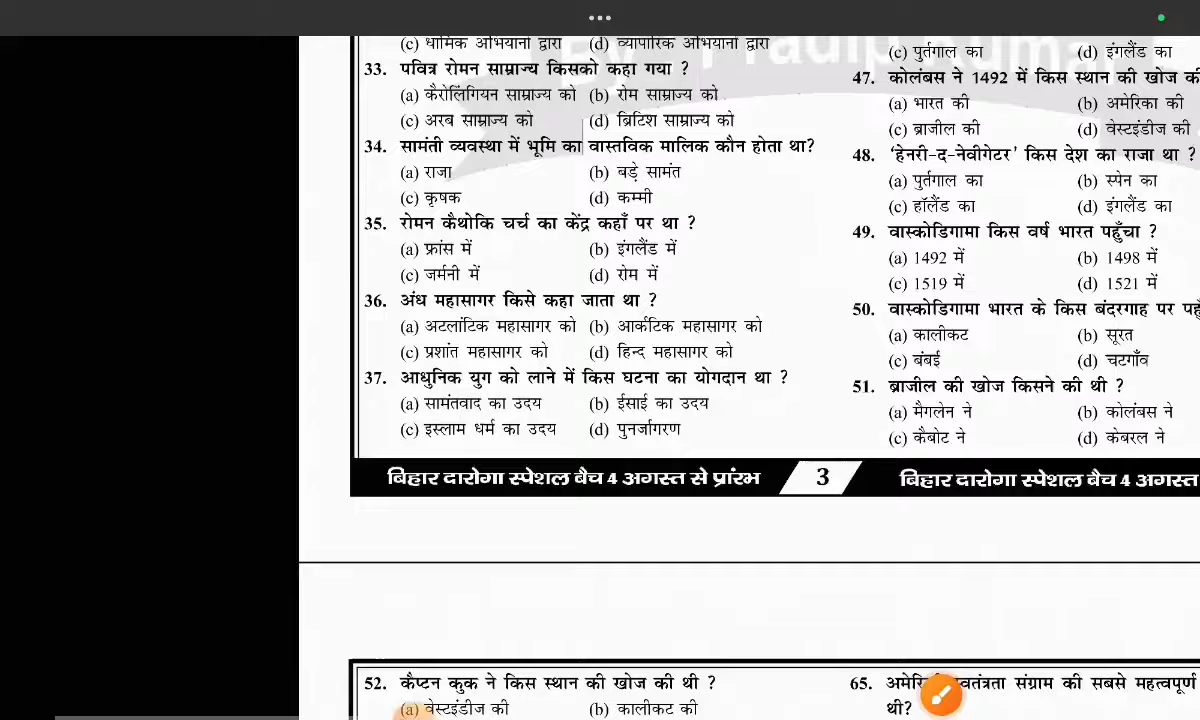 (c) धार्मिक अभियानों द्वारा (d) व्यापारिक अभियानों द्वारा
33. पवित्र रोमन साम्राज्य किसको कहा गया ?
(a) कैरोलिंगियन साम्राज्य को (b) रोम साम्राज्य को
(c) अरब साम्राज्य को (d) ब्रिटिश साम्राज्य को
34. सामंती व्यवस्था में भूमि का वास्तविक मालिक कौन होता था?
(a) राजा (b) बड़े सामंत
(c) कृषक (d) कम्मी
35. रोमन कैथोकि चर्च का केंद्र कहाँ पर था ?
(a) फ्रांस में (b) इंगलैंड में
(c) जर्मनी में (d) रोम में
36. अंध महासागर किसे कहा जाता था ?
(a) अटलांटिक महासागर को (b) आर्कटिक महासागर को
(c) प्रशांत महासागर को (d) हिन्द महासागर को
37. आधुनिक युग को लाने में किस घटना का योगदान था ?
(a) सामंतवाद का उदय (b) ईसाई का उदय
(c) इस्लाम धर्म का उदय (d) पुनर्जागरण
(c) पुर्तगाल का (d) इंगलैंड का
47. कोलंबस ने 1492 में किस स्थान की खोज की
(a) भारत की (b) अमेरिका की
(c) ब्राजील की (d) वेस्टइंडीज की
48. ‘हेनरी-द-नेवीगेटर’ किस देश का राजा था ?
(a) पुर्तगाल का (b) स्पेन का
(c) हॉलैंड का (d) इंगलैंड का
49. वास्कोडिगामा किस वर्ष भारत पहुँचा ?
(a) 1492 में (b) 1498 में
(c) 1519 में (d) 1521 में
50. वास्कोडिगामा भारत के किस बंदरगाह पर
(a) कालीकट (b) सूरत
(c) बंबई (d) चटगाँव
51. ब्राजील की खोज किसने की थी ?
(a) मैगलेन ने (b) कोलंबस ने
(c) कैबोट ने (d) केबरल ने
बिहार दारोगा स्पेशल बैच 4 अगस्त से प्रारंभ 3 बिहार दारोगा स्पेशल बैच 4 अगस्त
52. कैप्टन कुक ने किस स्थान की खोज की थी ?
(a) वेस्टइंडीज की (b) कालीकट की
65. संग्राम की सबसे महत्वपूर्ण
थी?